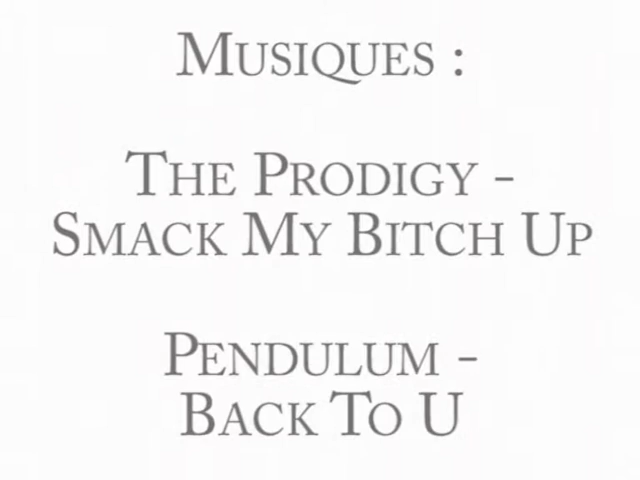 Musiques :
The Prodigy -
Smack My Bitch Up
Pendulum -
Back To U